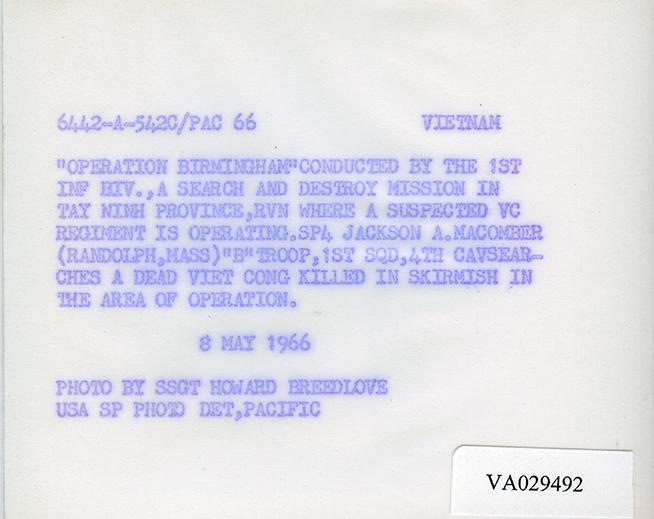 6442-A-542C/PAC 66 VIETNAM
"OPERATION BIRMINGHAM"CONDUCTED BY THE 1ST
INF DIV.,A SEARCH AND DESTROY MISSION IN
TAY NINH PROVINCE,RVN WHERE A SUSPECTED VC
REGIMENT IS OPERATING.SP4 JACKSON A.MACOMBER
(RANDOLPH,MASS)"B"TROOP,1ST SQD,4TH CAVSEAR-
CHES A DEAD VIET CONG KILLED IN SKIRMISH IN
THE AREA OF OPERATION.
8 MAY 1966
PHOTO BY SSGT HOWARD BREEDLOVE
USA SP PHOTO DET,PACIFIC
VA029492